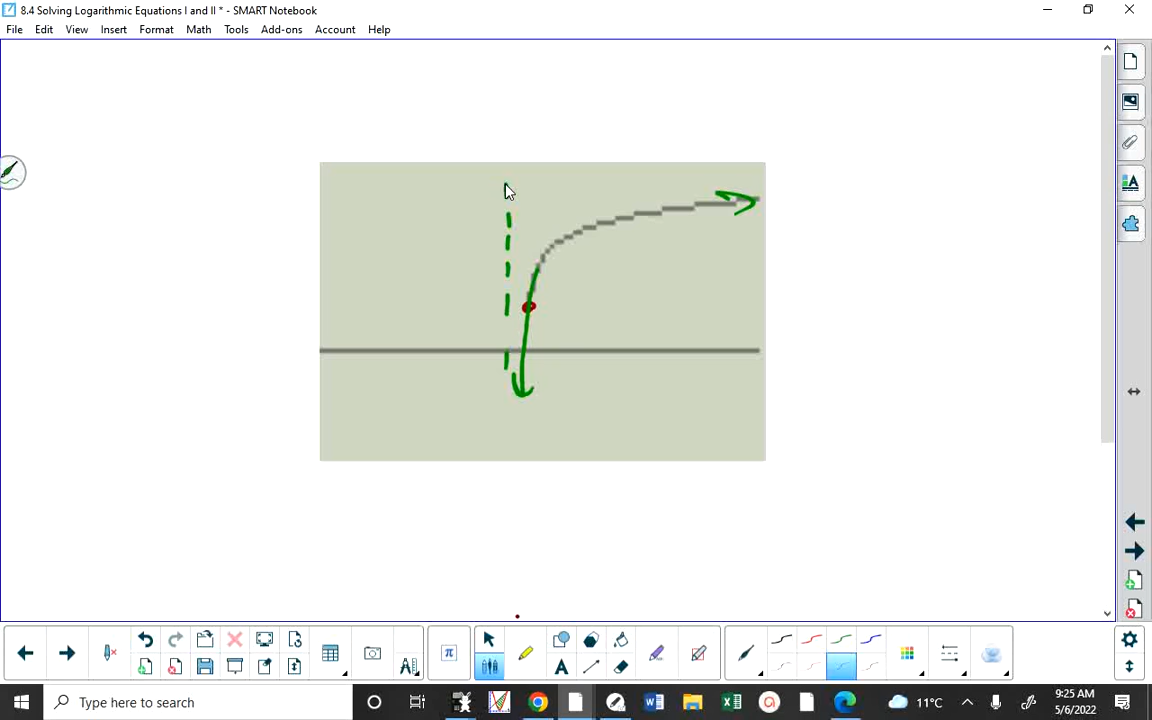 8.4 Solving Logarithmic Equations I and II * - SMART Notebook
File Edit View Insert Format Math Tools Add-ons Account Help
Type here to search
11°C
9:25 AM
5/6/2022